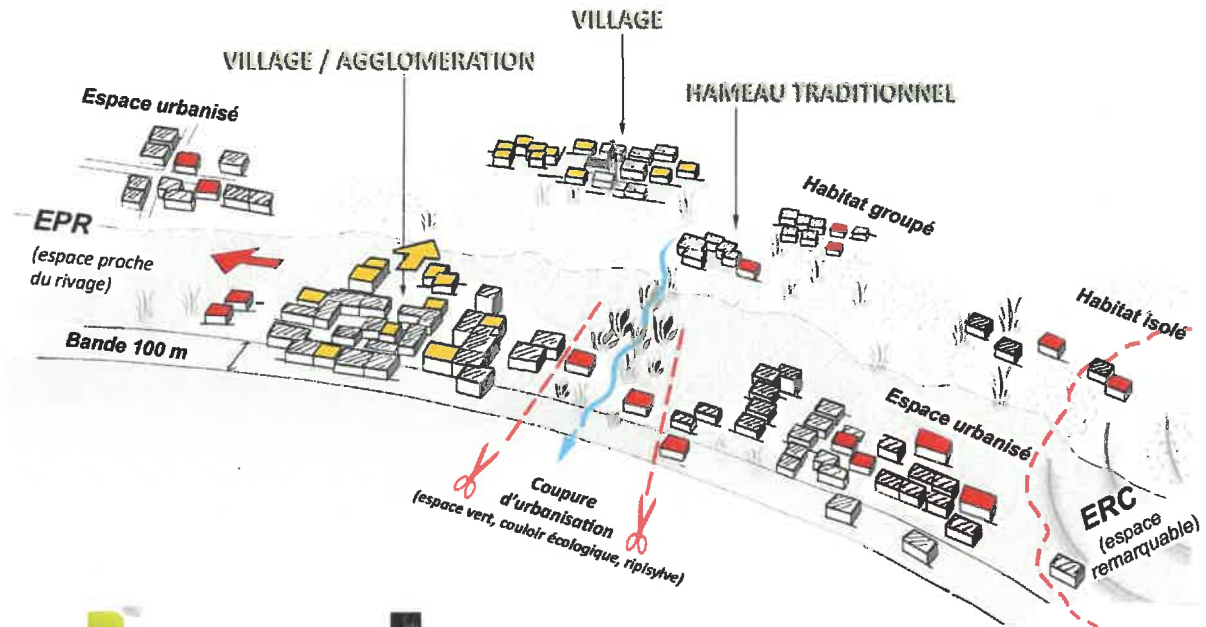 VILLAGE
VILLAGE / AGGLOMERATION
HAMEAU TRADITIONNEL
Espace urbanisé
Habitat groupé
EPR
(espace proche
du rivage)
Habitat isolé
Bande 100 m
Espace urbanisé
Coupure
d'urbanisation
(espace vert, couloir écologique, ripisylve)
ERC
(espace
remarquable)